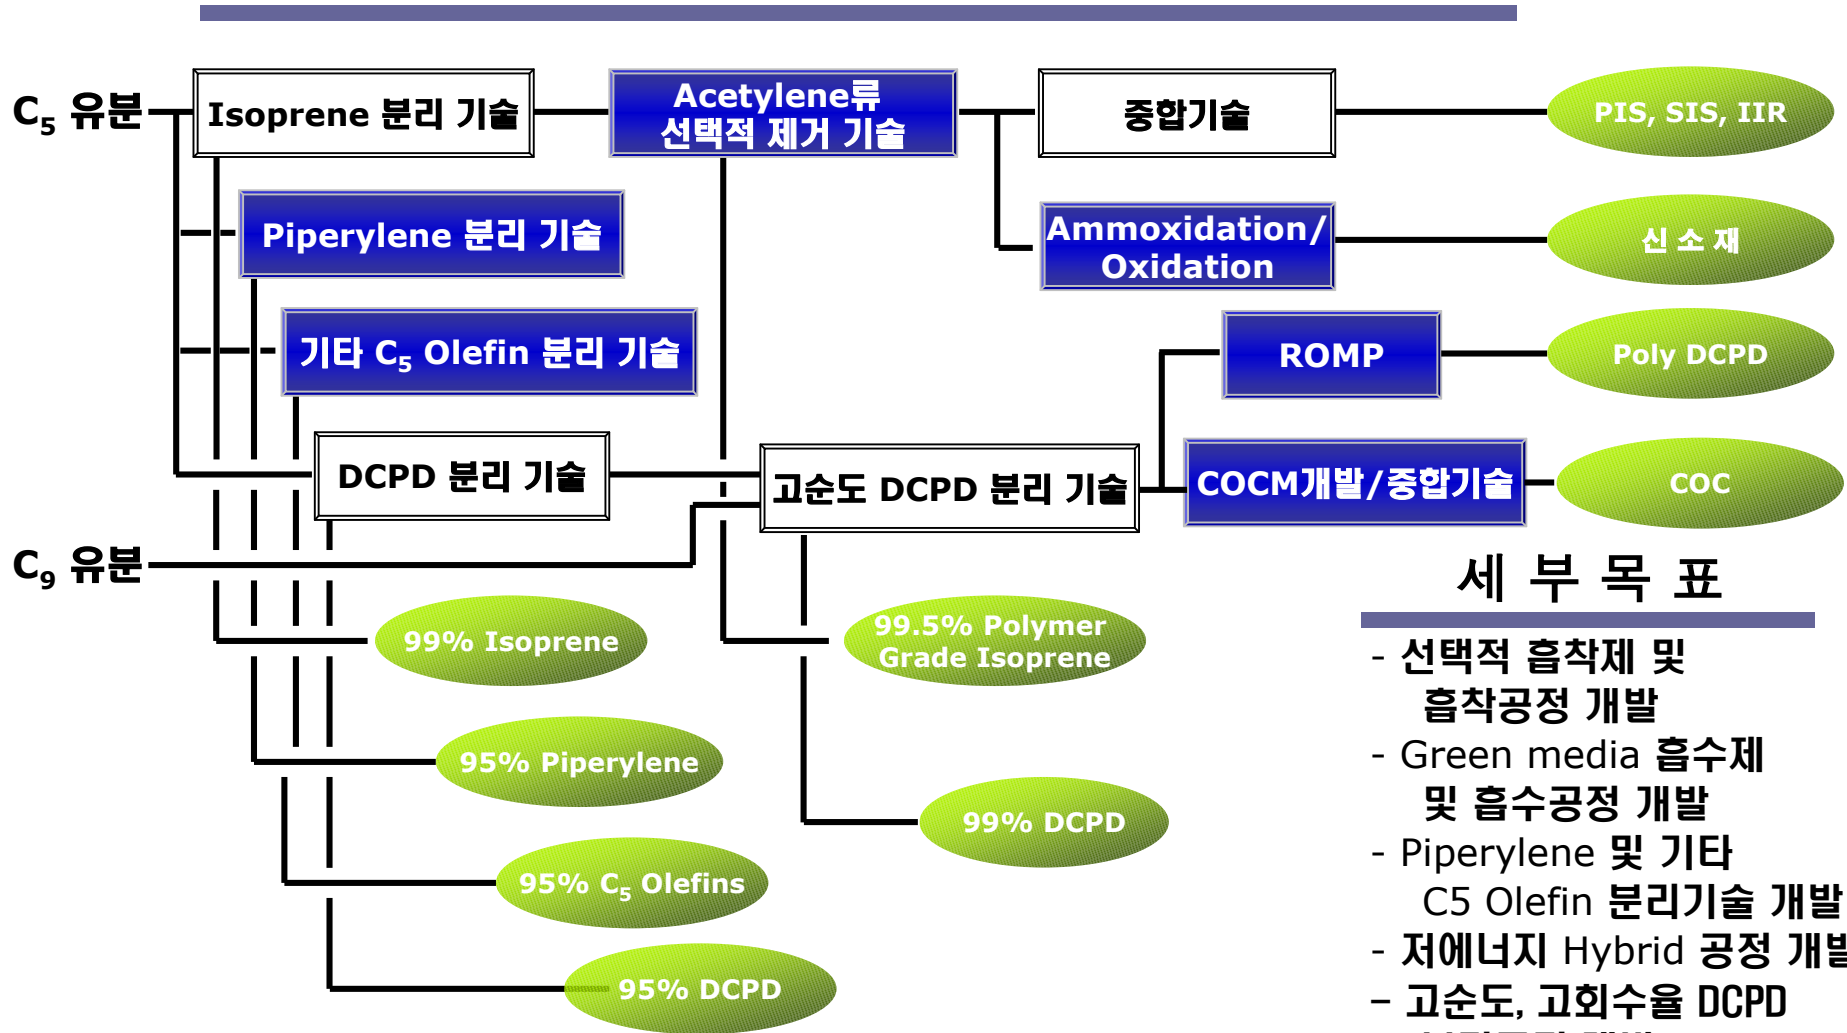 C₅ 유분
Isoprene 분리 기술
Acetylene류
선택적 제거 기술
중합기술
PIS, SIS, IIR
Piperylene 분리 기술
Ammoxidation/
Oxidation
신 소 재
기타 C₅ Olefin 분리 기술
ROMP
Poly DCPD
DCPD 분리 기술
고순도 DCPD 분리 기술
COCM개발/중합기술
COC
C₉ 유분
99% Isoprene
99.5% Polymer
Grade Isoprene
95% Piperylene
99% DCPD
95% C₅ Olefins
95% DCPD
세 부 목 표
- 선택적 흡착제 및
흡착공정 개발
- Green media 흡수제
및 흡수공정 개발
- Piperylene 및 기타
C5 Olefin 분리기술 개발
- 저에너지 Hybrid 공정 개발
- 고순도, 고회수율 DCPD